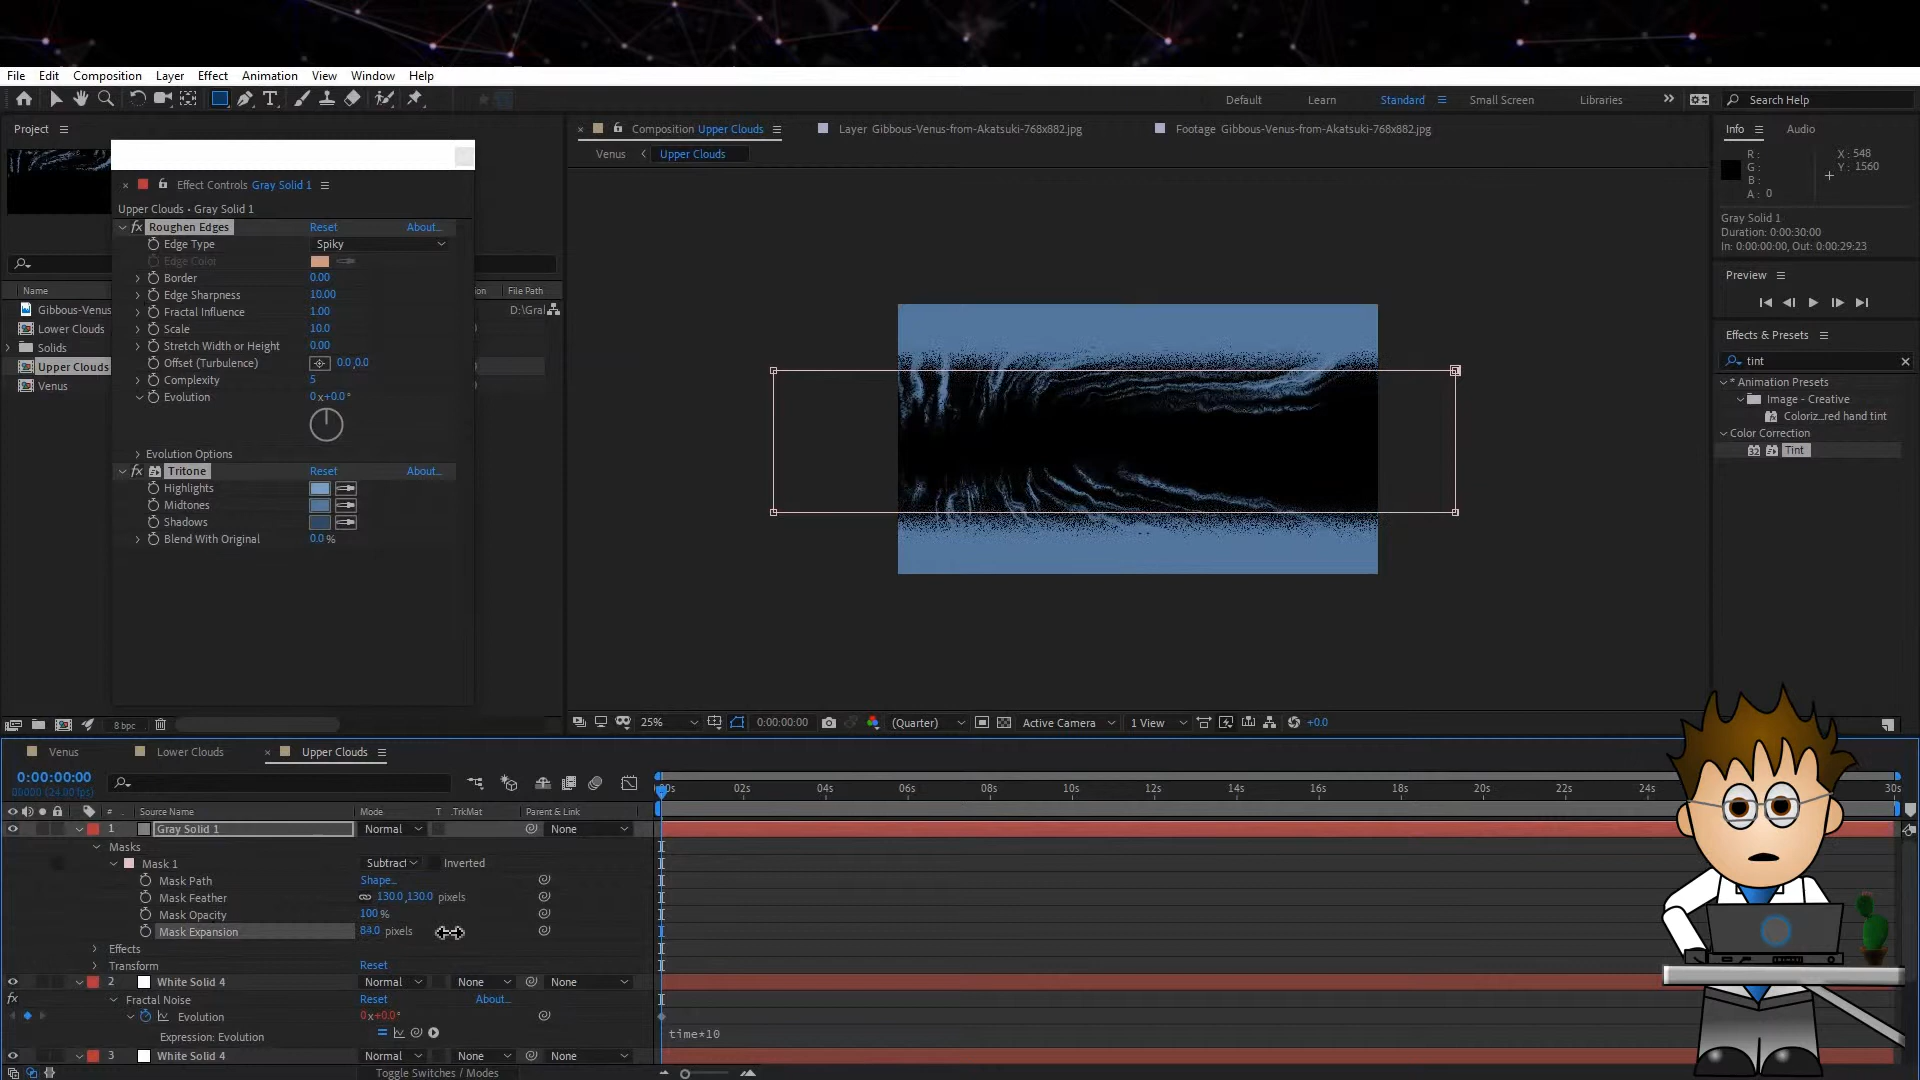 File Edit Composition Layer Effect Animation View Window Help
Default Learn Standard Small Screen Libraries Search Help
Project
Composition Upper Clouds
Layer Gibbous-Venus-from-Akatsuki-768x882.jpg
Footage Gibbous-Venus-from-Akatsuki-768x882.jpg
Venus Upper Clouds
Effect Controls Gray Solid 1
Upper Clouds • Gray Solid 1
fx Roughen Edges Reset About...
Edge Type Spiky
Edge Color
Border 0.00
Edge Sharpness 10.00
Fractal Influence 1.00
Scale 10.0
Stretch Width or Height 0.00
Offset (Turbulence) 0.0,0.0
Complexity 5
Evolution 0x+0.0°
Evolution Options
fx Tritone Reset About...
Highlights
Midtones
Shadows
Blend With Original 0.0 %
Name
File Path
Gibbous-Venus
D:\Gra
Lower Clouds
Solids
Upper Clouds
Venus
8 bpc
25% 0:00:00:00 (Quarter) Active Camera 1 View +0.0
Info Audio
R: X: 548
G: Y: 1560
B:
A: 0
Gray Solid 1
Duration: 0:00:30:00
In: 0:00:00:00, Out: 0:00:29:23
Preview
Effects & Presets
tint
* Animation Presets
Image - Creative
Coloriz...red hand tint
Color Correction
32 Tint
Venus Lower Clouds Upper Clouds
0:00:00:00
00000 (24.00 fps)
# Source Name Mode T .TrkMat Parent & Link
02s 04s 06s 08s 10s 12s 14s 16s 18s 20s 22s 24s 30s
1 Gray Solid 1 Normal None
Masks
Mask 1 Subtract Inverted
Mask Path Shape...
Mask Feather 130.0,130.0 pixels
Mask Opacity 100 %
Mask Expansion 84.0 pixels
Effects
Transform Reset
2 White Solid 4 Normal None None
fx Fractal Noise Reset About...
Evolution 0x+0.0°
Expression: Evolution time*10
3 White Solid 4 Normal None None
Toggle Switches / Modes